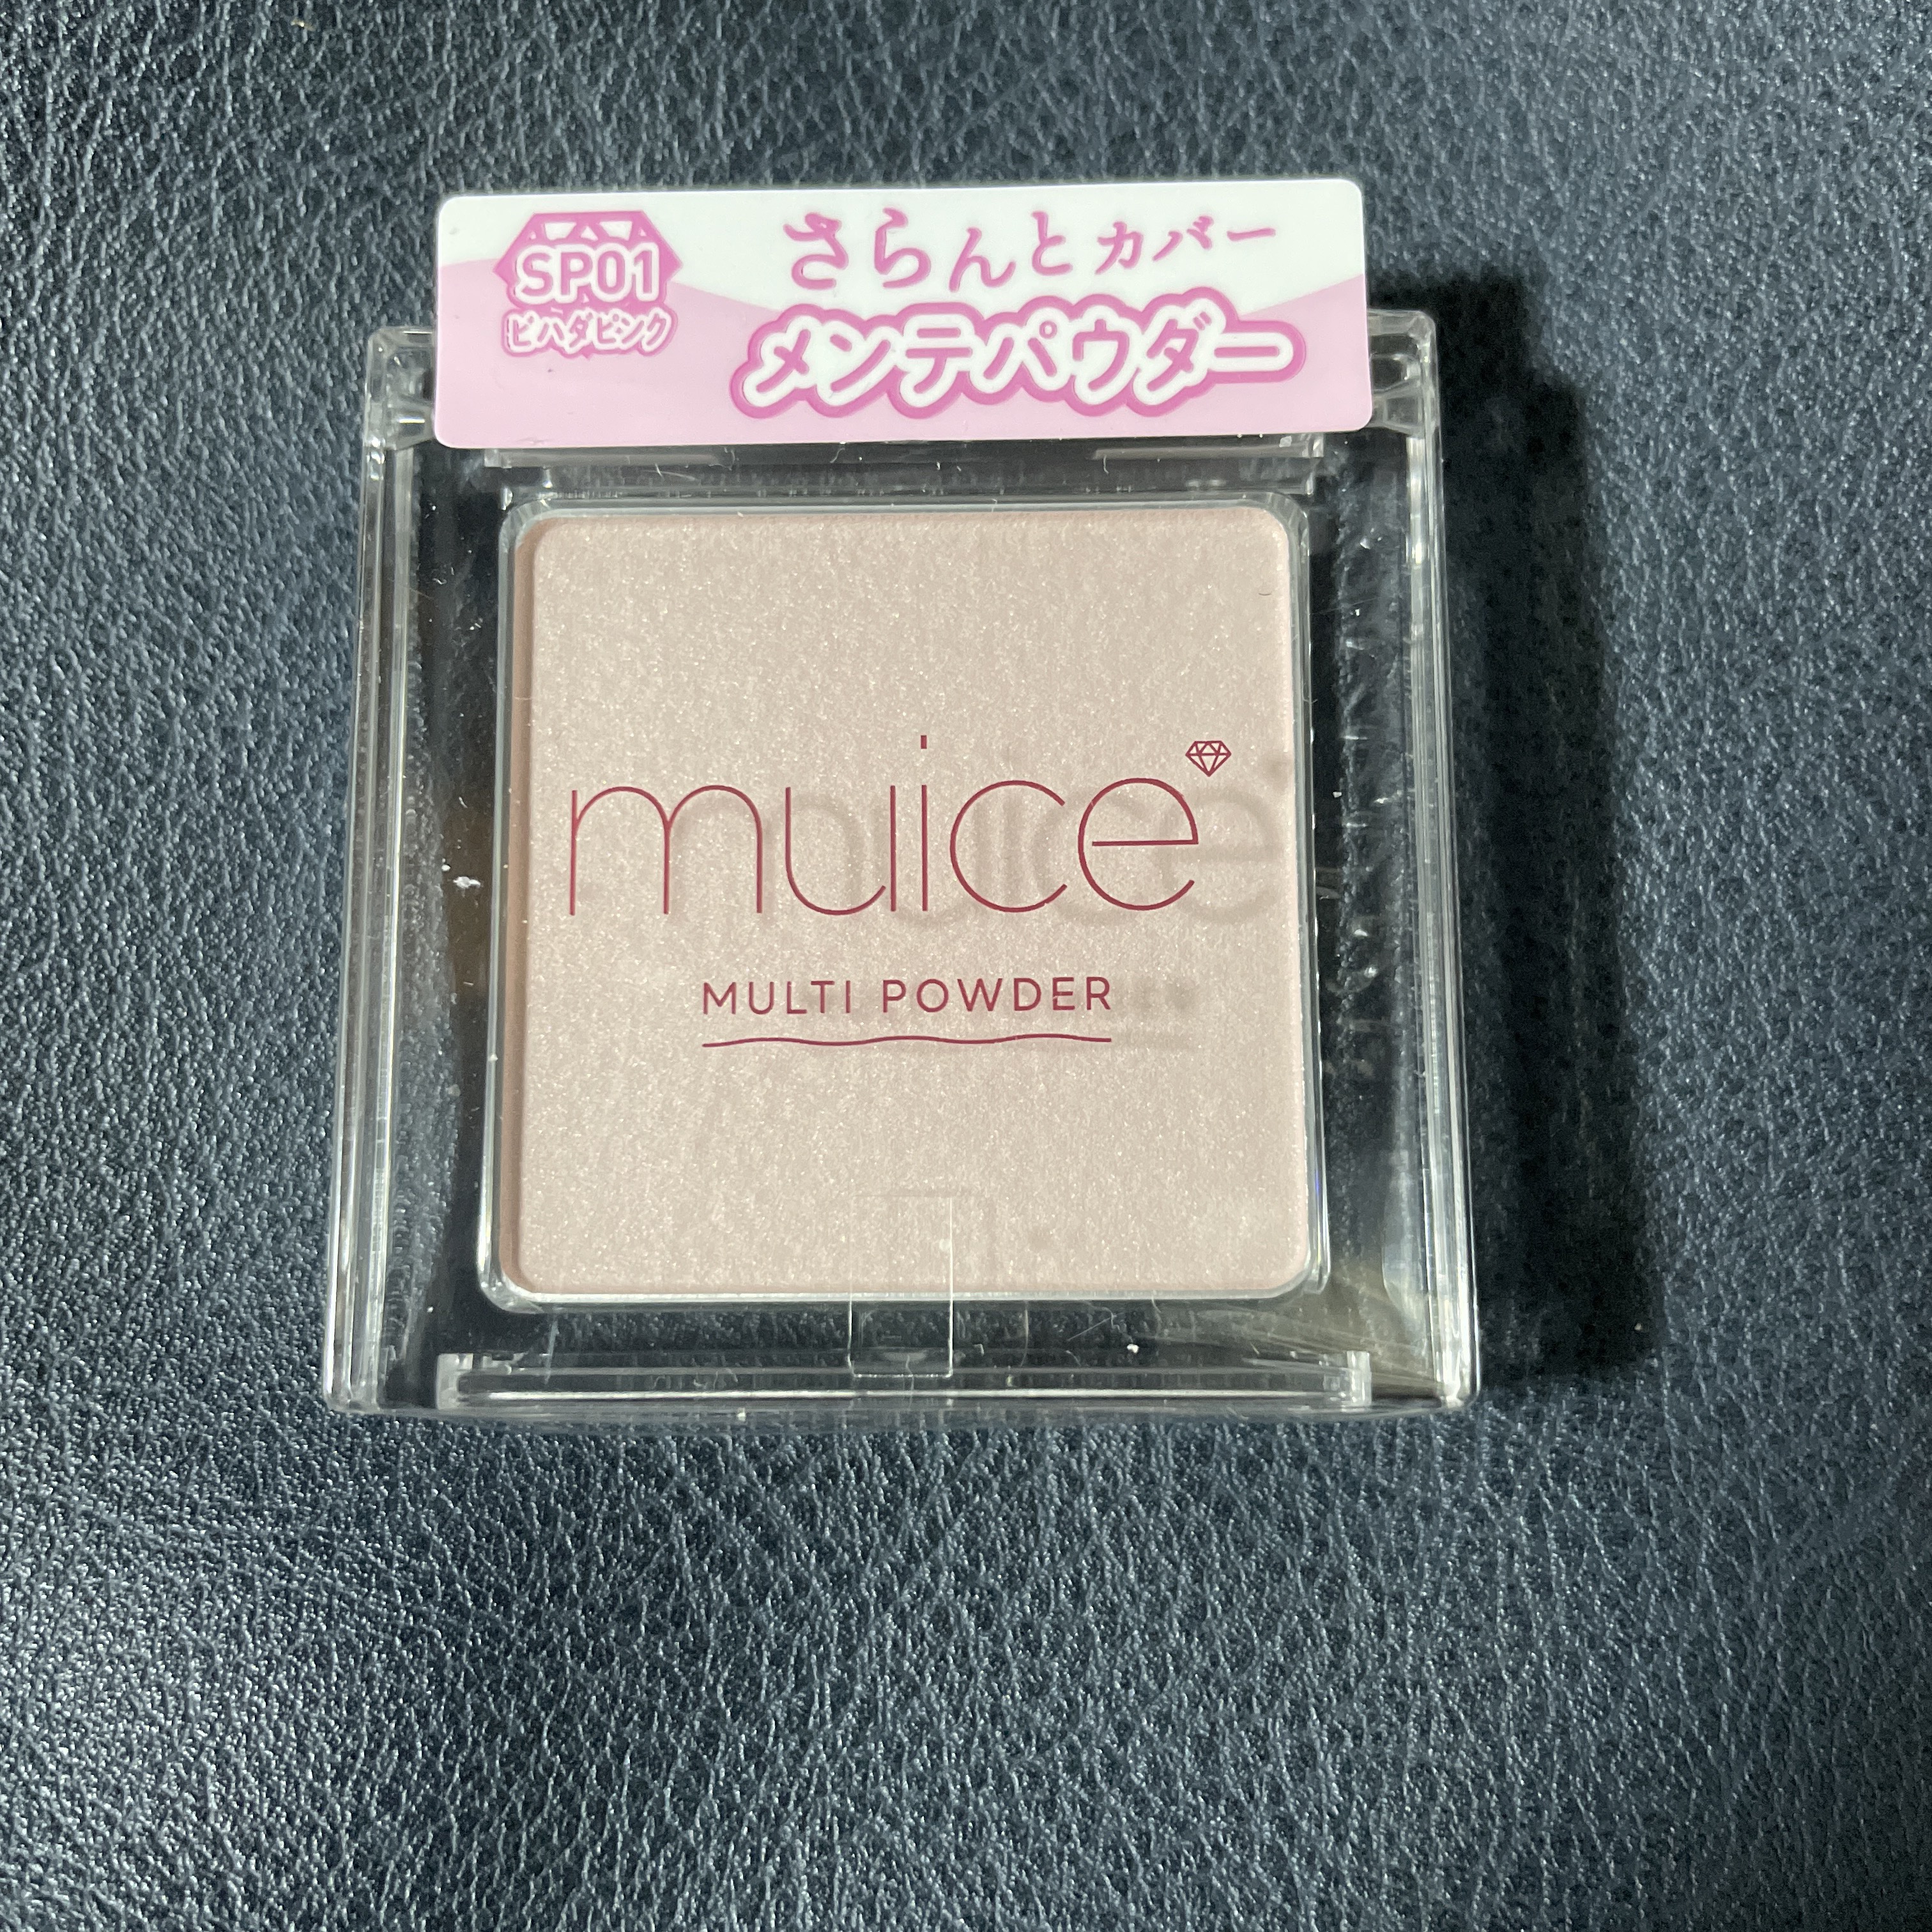 SP01
ビハダピンク
さらんとカバー
メンテパウダー
muice
MULTI POWDER